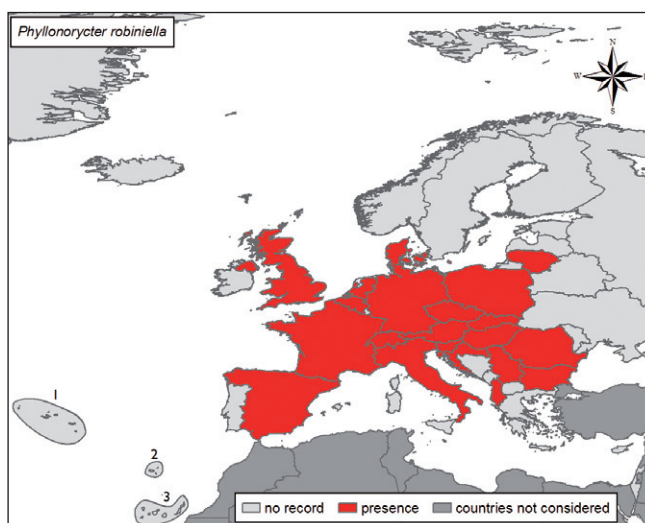 Phyllonorycter robiniella
N
W E
S
1
2
3
no record presence countries not considered